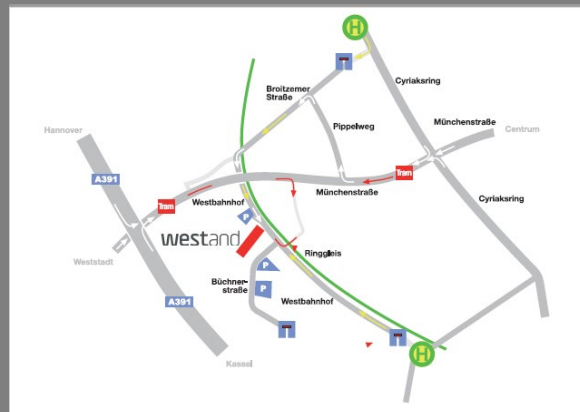 H
Cyriaksring
Broitzemer
Straße
Pippelweg
Münchenstraße
Centrum
Hannover
A391
Tram
Münchenstraße
Cyriaksring
Tram
Westbahnhof
P
westand
Weststadt
Ringgleis
P
Büchner-
straße
P
Westbahnhof
A391
H
Kassel